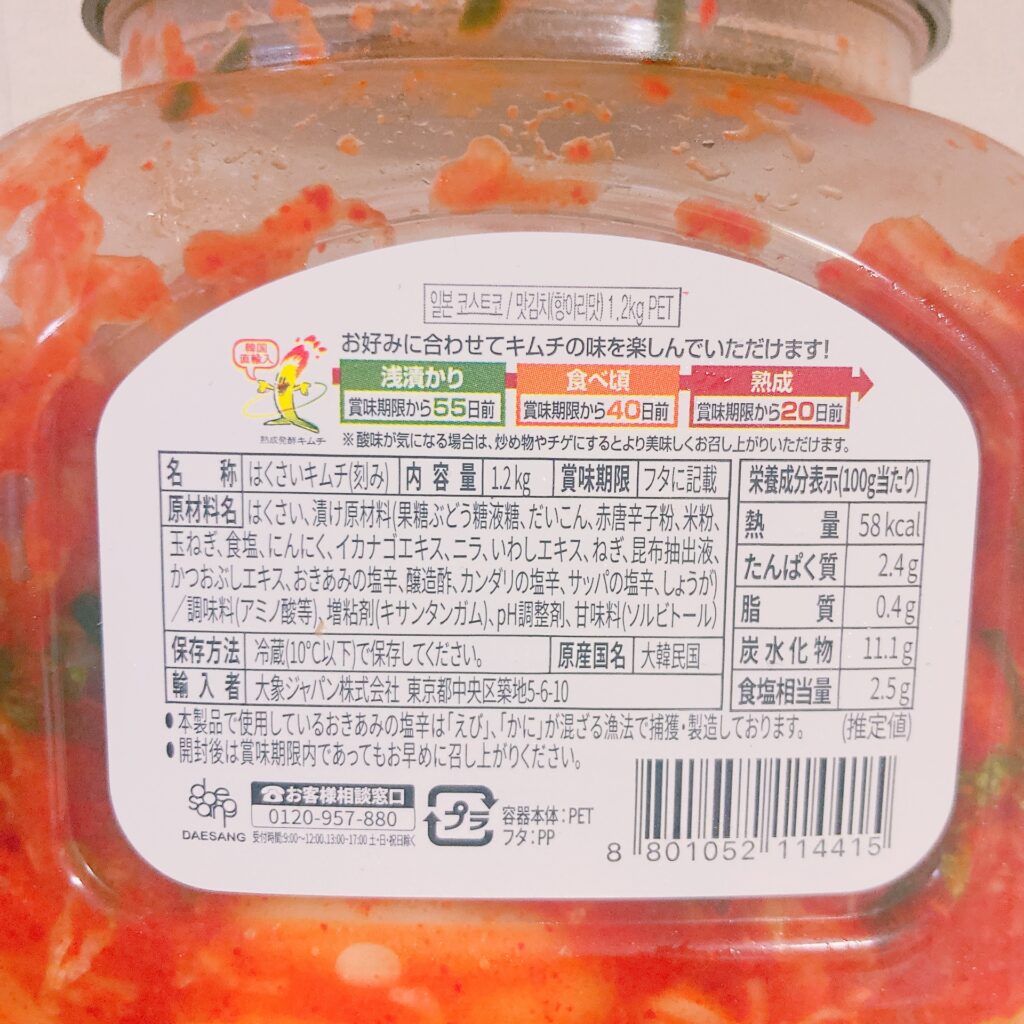 일본 코스트코 / 맛김치(항아리맛) 1.2kg PET
韓国
直輸入
熟成発酵キムチ
お好みに合わせてキムチの味を楽しんでいただけます!
浅漬かり
賞味期限から55日前
食べ頃
賞味期限から40日前
熟成
賞味期限から20日前
※酸味が気になる場合は、炒め物やチゲにするとより美味しくお召し上がりいただけます。
名称 はくさいキムチ(刻み) 内容量 1.2kg 賞味期限 フタに記載
原材料名 はくさい、漬け原材料(果糖ぶどう糖液糖、だいこん、赤唐辛子粉、米粉、
玉ねぎ、食塩、にんにく、イカナゴエキス、ニラ、いわしエキス、ねぎ、昆布抽出液、
かつおぶしエキス、おきあみの塩辛、醸造酢、カンダリの塩辛、サッパの塩辛、しょうが)
/調味料(アミノ酸等)、増粘剤(キサンタンガム)、pH調整剤、甘味料(ソルビトール)
保存方法 冷蔵(10℃以下)で保存してください。 原産国名 大韓民国
輸入者 大象ジャパン株式会社 東京都中央区築地5-6-10
栄養成分表示(100g当たり)
熱量 58kcal
たんぱく質 2.4g
脂質 0.4g
炭水化物 11.1g
食塩相当量 2.5g
(推定値)
●本製品で使用しているおきあみの塩辛は「えび」、「かに」が混ざる漁法で捕獲・製造しております。
●開封後は賞味期限内であってもお早めに召し上がりください。
daesang
DAESANG
☎お客様相談窓口
0120-957-880
受付時間:9:00〜12:00、13:00-17:00 土・日・祝日除く
プラ
容器本体:PET
フタ:PP
8 801052 114415